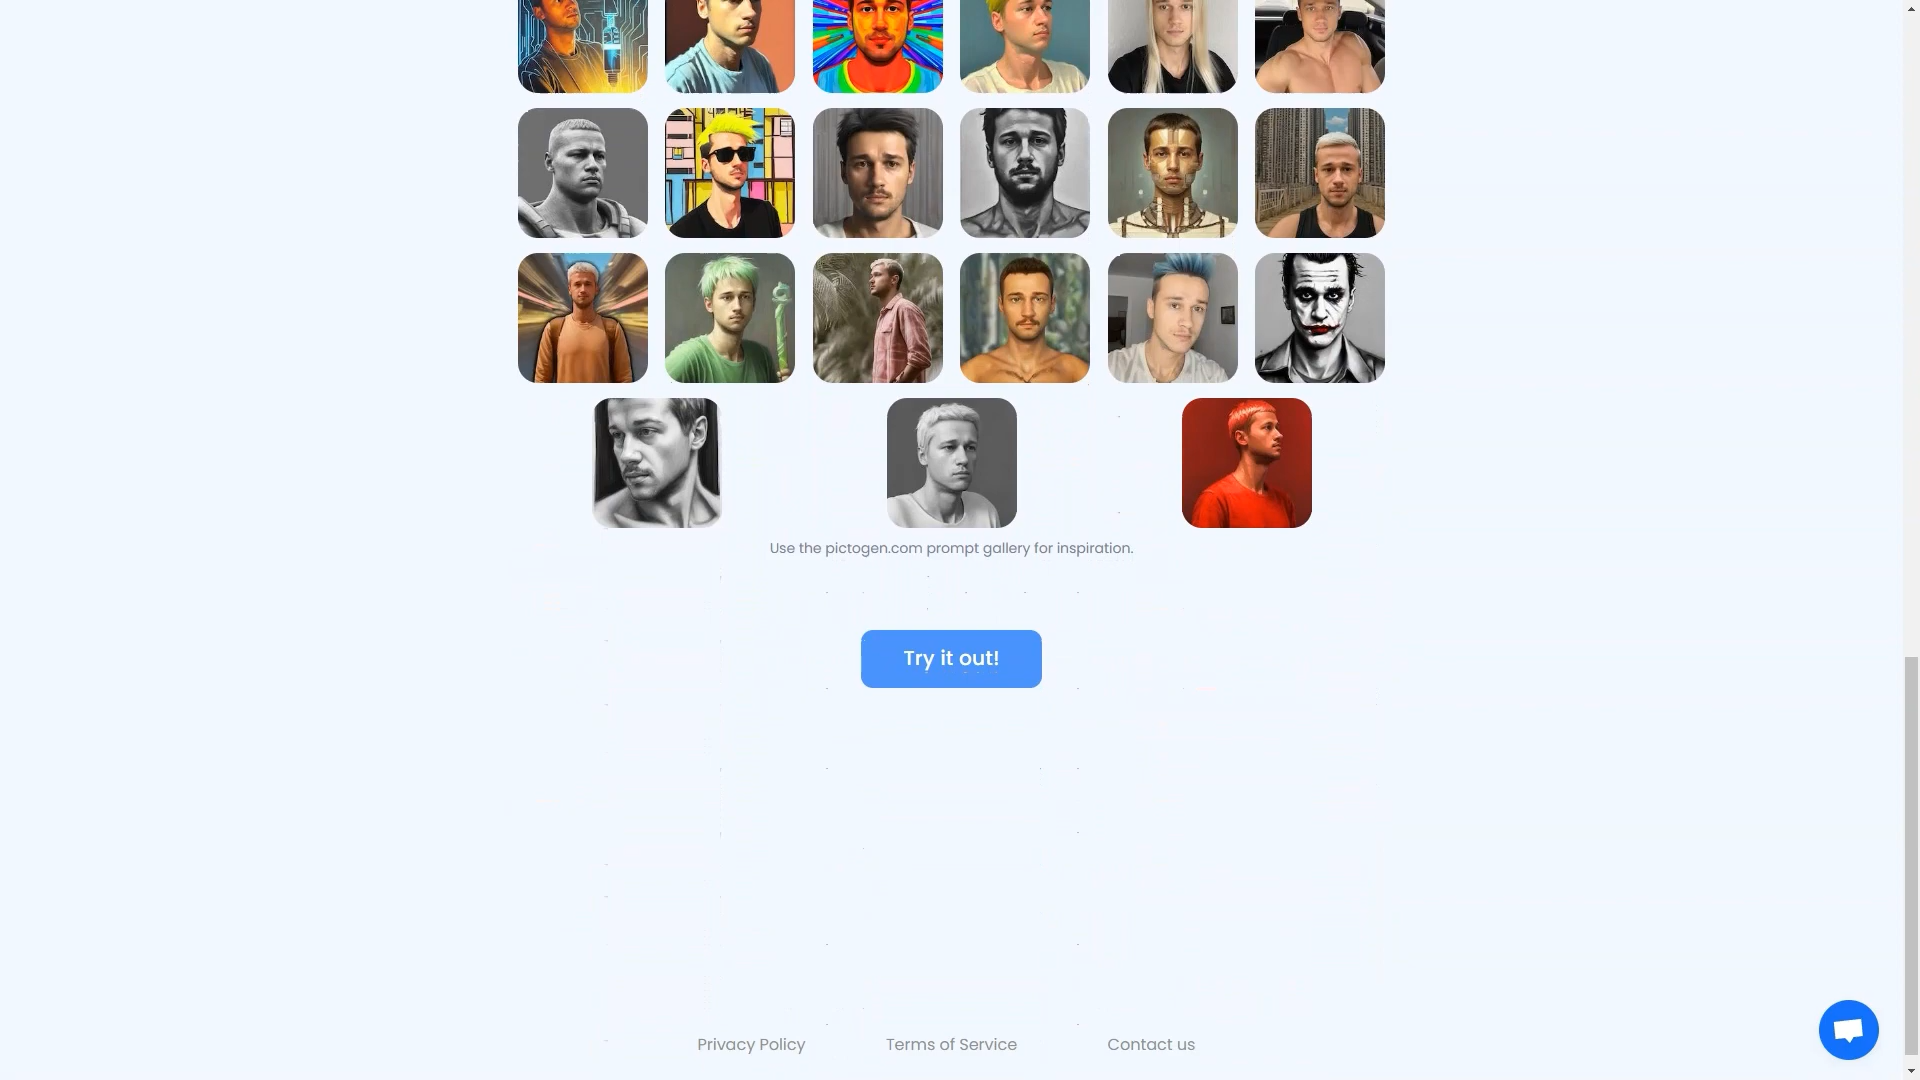 Use the pictogen.com prompt gallery for inspiration.
Try it out!
Privacy Policy
Terms of Service
Contact us